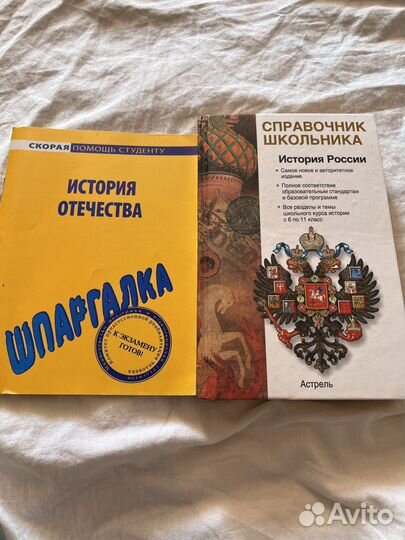 СКОРАЯ ПОМОЩЬ СТУДЕНТУ
ИСТОРИЯ
ОТЕЧЕСТВА
ШПАРГАЛКА
К ЭКЗАМЕНУ
ГОТОВ!
СПРАВОЧНИК
ШКОЛЬНИКА
История России
• Самое новое и авторитетное
издание
• Полное соответствие
образовательным стандартам
и базовой программе
• Все разделы и темы
школьного курса истории
с 6 по 11 класс
Астрель
Avito